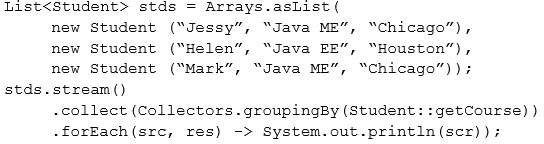 List<Student> stds = Arrays.asList(
new Student (“Jessy”, “Java ME”, “Chicago”),
new Student (“Helen”, “Java EE”, “Houston”),
new Student (“Mark”, “Java ME”, “Chicago”));
stds.stream()
.collect(Collectors.groupingBy(Student::getCourse))
.forEach(src, res) -> System.out.println(scr));